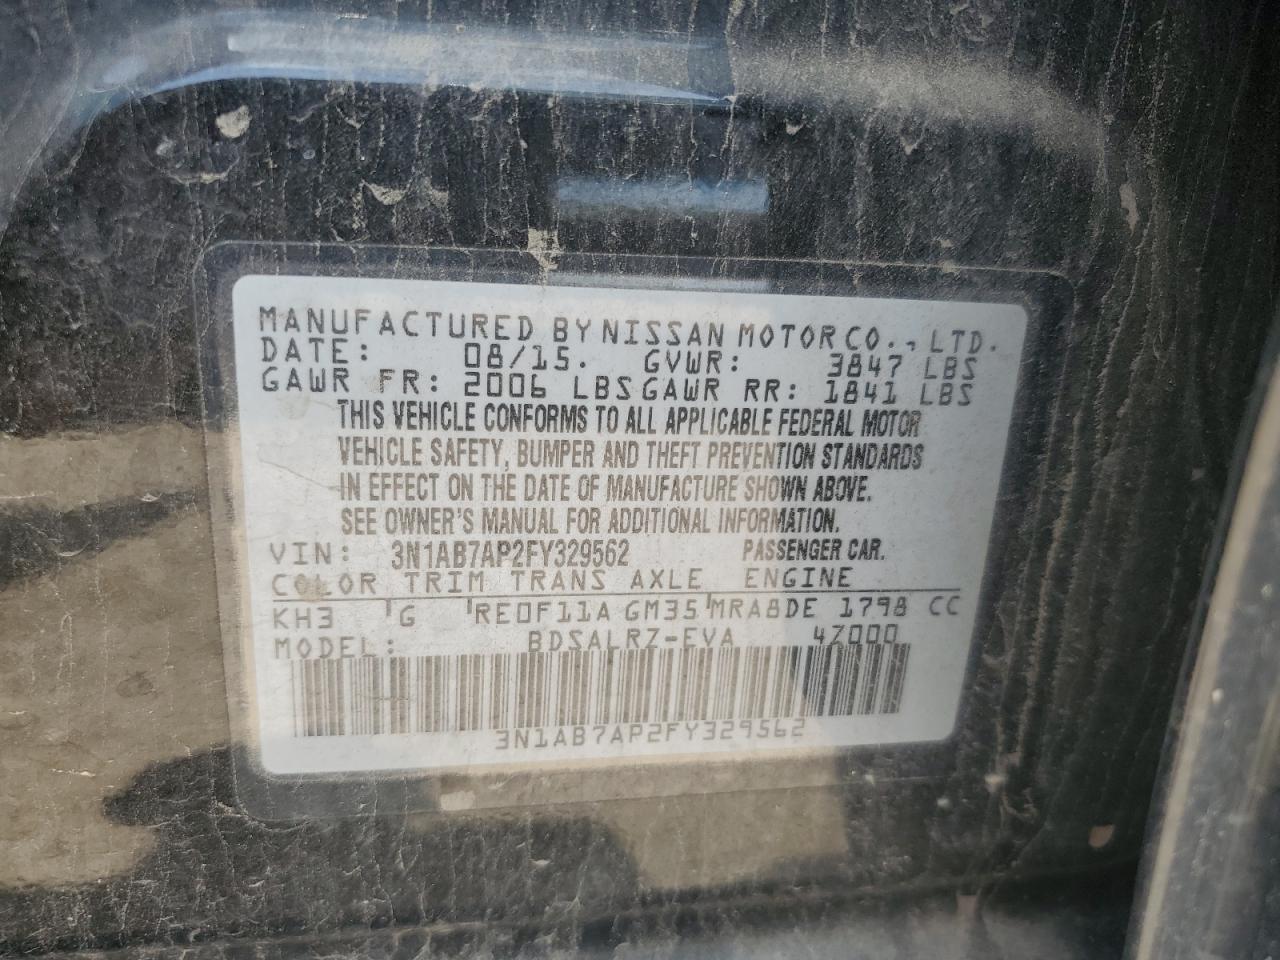 MANUFACTURED BY NISSAN MOTOR CO., LTD.
DATE: 08/15. GVWR: 3847 LBS
GAWR FR: 2006 LBS GAWR RR: 1841 LBS
THIS VEHICLE CONFORMS TO ALL APPLICABLE FEDERAL MOTOR
VEHICLE SAFETY, BUMPER AND THEFT PREVENTION STANDARDS
IN EFFECT ON THE DATE OF MANUFACTURE SHOWN ABOVE.
SEE OWNER'S MANUAL FOR ADDITIONAL INFORMATION.
VIN: 3N1AB7AP2FY329562 PASSENGER CAR.
COLOR TRIM TRANS AXLE ENGINE
KH3 G RE0F11A GM35 MRA8DE 1798 CC
MODEL: BDSALRZ-EVA 4Z000
3N1AB7AP2FY329562